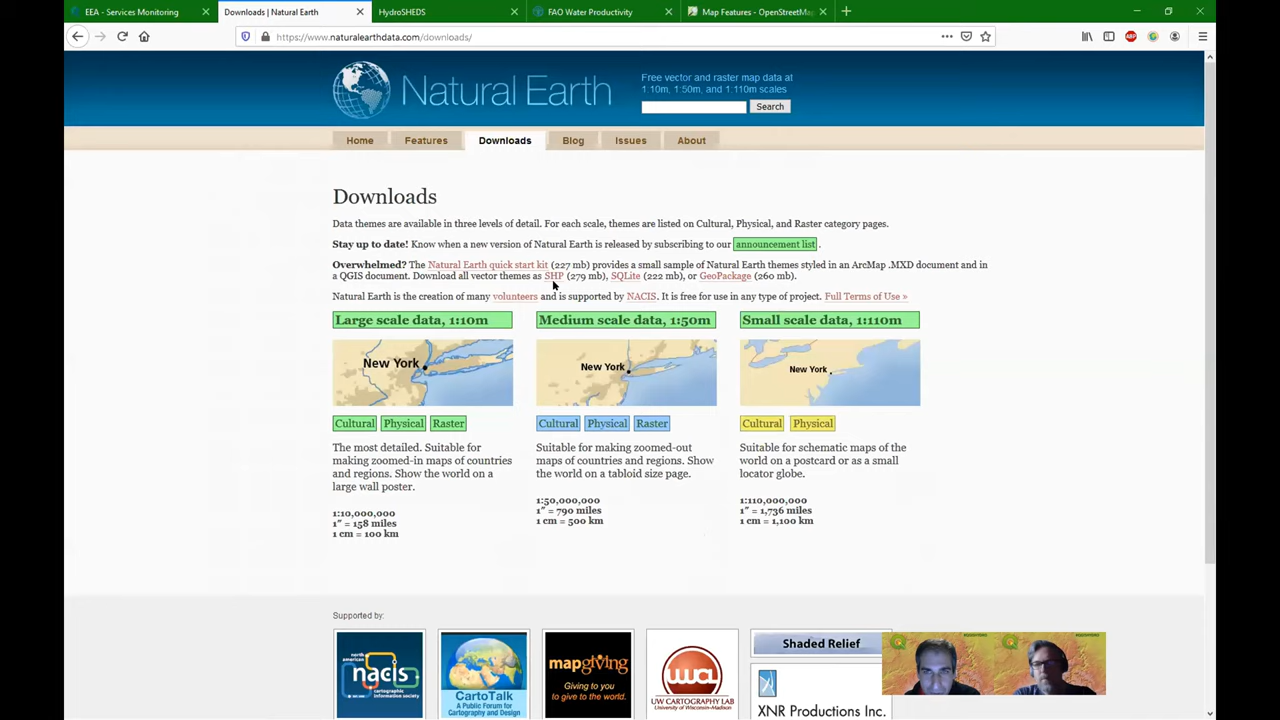 EEA - Services Monitoring
Downloads | Natural Earth
HydroSHEDS
FAO Water Productivity
Map Features - OpenStreetMa
https://www.naturalearthdata.com/downloads/
Natural Earth
Free vector and raster map data at
1:10m, 1:50m, and 1:110m scales
Search
Home
Features
Downloads
Blog
Issues
About
Downloads
Data themes are available in three levels of detail. For each scale, themes are listed on Cultural, Physical, and Raster category pages.
Stay up to date! Know when a new version of Natural Earth is released by subscribing to our announcement list .
Overwhelmed? The Natural Earth quick start kit (227 mb) provides a small sample of Natural Earth themes styled in an ArcMap .MXD document and in
a QGIS document. Download all vector themes as SHP (279 mb), SQLite (222 mb), or GeoPackage (260 mb).
Natural Earth is the creation of many volunteers and is supported by NACIS. It is free for use in any type of project. Full Terms of Use »
Large scale data, 1:10m
New York
Cultural Physical Raster
The most detailed. Suitable for
making zoomed-in maps of countries
and regions. Show the world on a
large wall poster.
1:10,000,000
1″ = 158 miles
1 cm = 100 km
Medium scale data, 1:50m
New York
Cultural Physical Raster
Suitable for making zoomed-out
maps of countries and regions. Show
the world on a tabloid size page.
1:50,000,000
1″ = 790 miles
1 cm = 500 km
Small scale data, 1:110m
New York
Cultural Physical
Suitable for schematic maps of the
world on a postcard or as a small
locator globe.
1:110,000,000
1″ = 1,736 miles
1 cm = 1,100 km
Supported by:
north
american
nacis
cartographic
information
society
CartoTalk
A Public Forum for
Cartography and Design
mapgiving
Giving to you
to give to the world.
UWCL
UW CARTOGRAPHY LAB
University of Wisconsin-Madison
Shaded Relief
XNR Productions Inc.